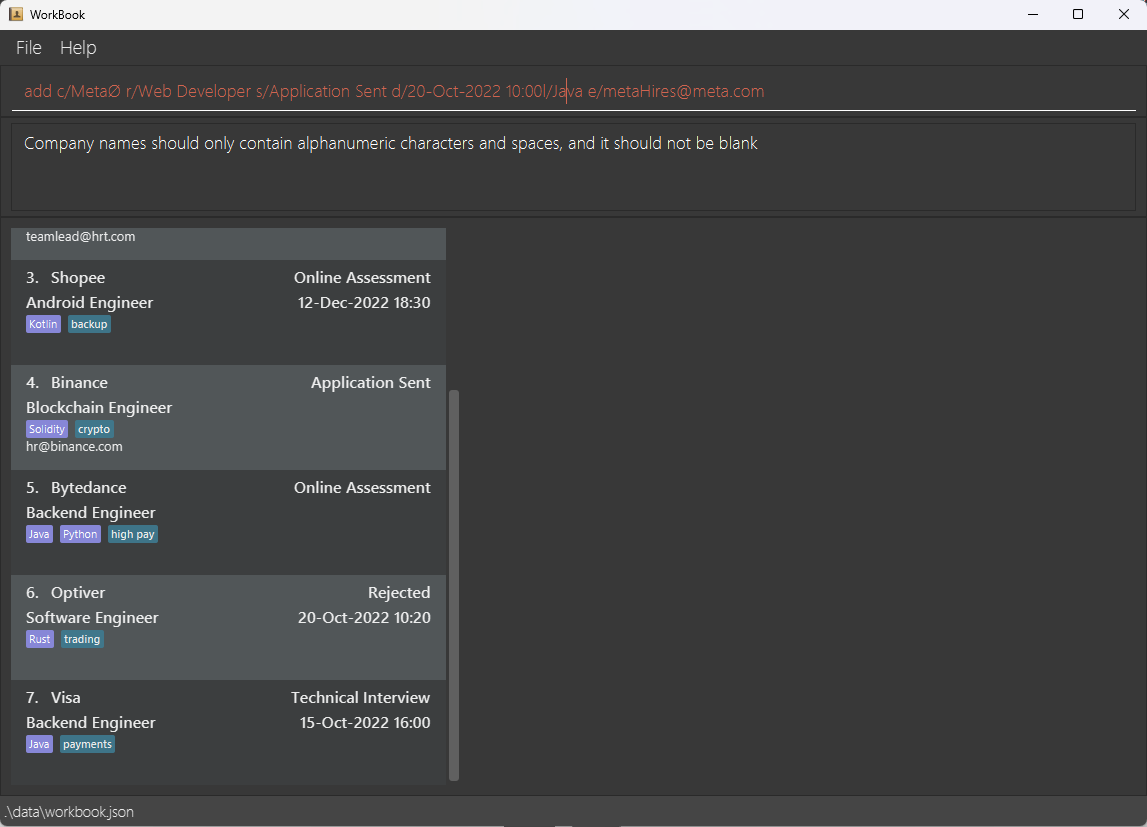 WorkBook
File Help
add c/MetaØ r/Web Developer s/Application Sent d/20-Oct-2022 10:00l/Java e/metaHires@meta.com
Company names should only contain alphanumeric characters and spaces, and it should not be blank
teamlead@hrt.com
3. Shopee Online Assessment
Android Engineer 12-Dec-2022 18:30
Kotlin backup
4. Binance Application Sent
Blockchain Engineer
Solidity crypto
hr@binance.com
5. Bytedance Online Assessment
Backend Engineer
Java Python high pay
6. Optiver Rejected
Software Engineer 20-Oct-2022 10:20
Rust trading
7. Visa Technical Interview
Backend Engineer 15-Oct-2022 16:00
Java payments
.\data\workbook.json